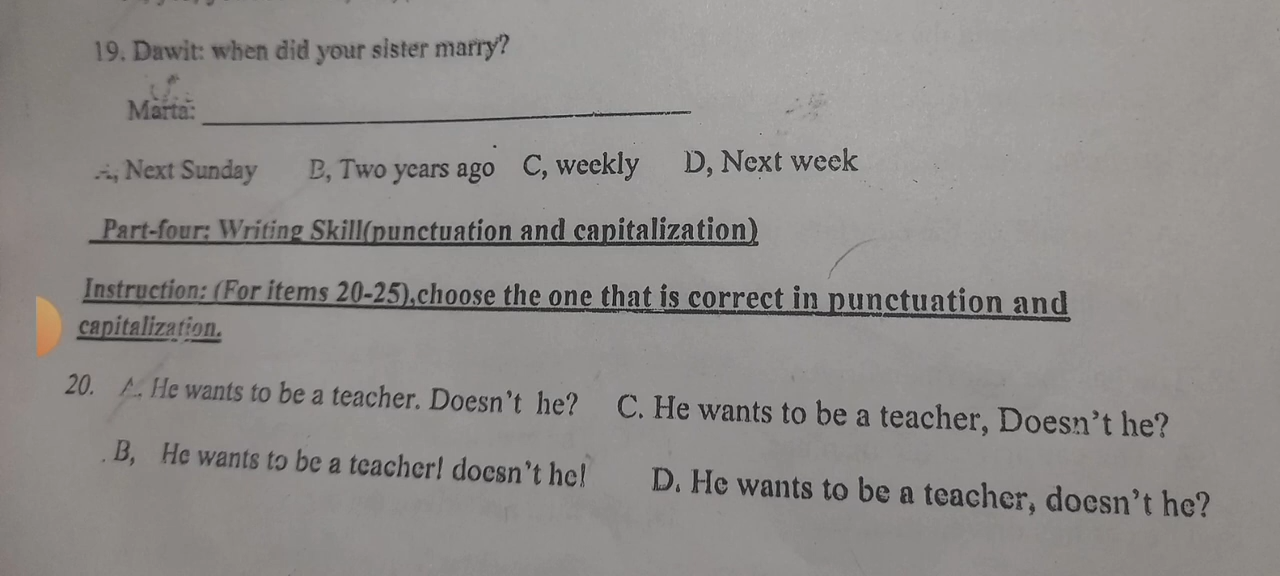 19. Dawit: when did your sister marry?
Marta: ____________________
A, Next Sunday B, Two years ago C, weekly D, Next week
Part-four: Writing Skill(punctuation and capitalization)
Instruction: (For items 20-25),choose the one that is correct in punctuation and
capitalization.
20. A. He wants to be a teacher. Doesn't he? C. He wants to be a teacher, Doesn't he?
B, He wants to be a teacher! doesn't he! D. He wants to be a teacher, doesn't he?